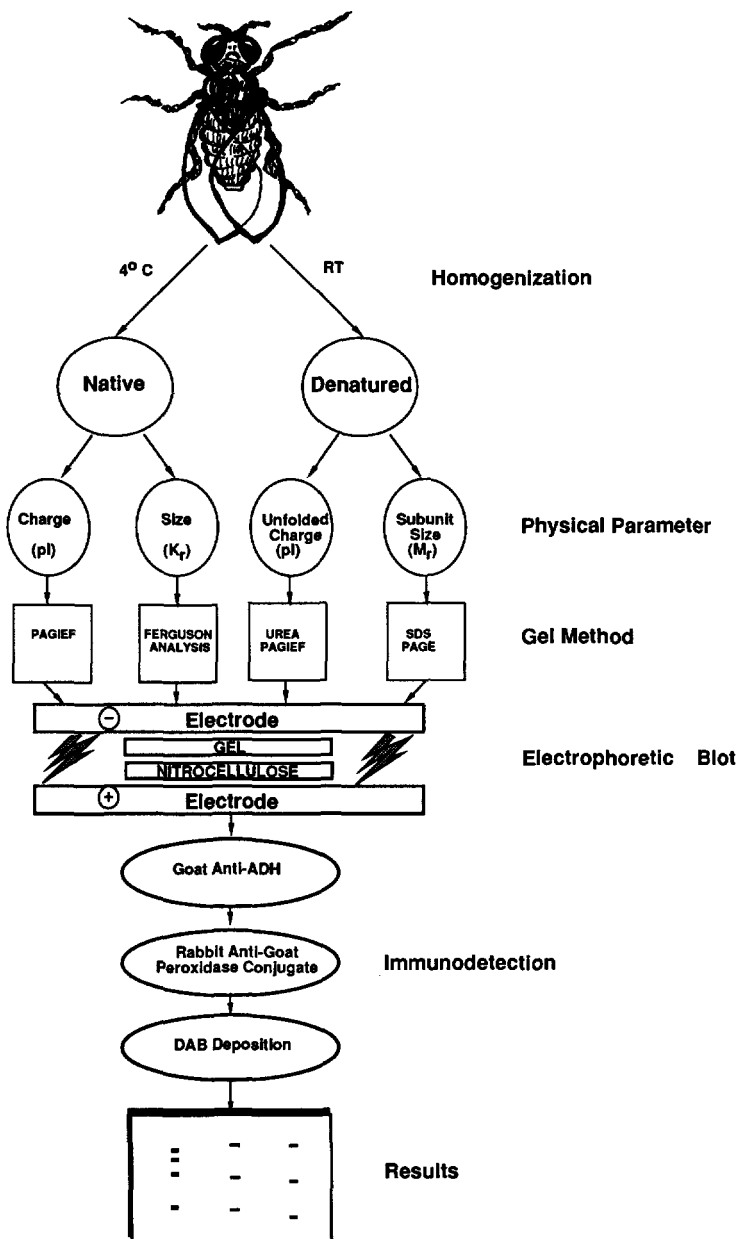 4° C
RT
Homogenization
Native
Denatured
Charge
(pI)
Size
(Kr)
Unfolded
Charge
(pI)
Subunit
Size
(Mr)
Physical Parameter
PAGIEF
FERGUSON
ANALYSIS
UREA
PAGIEF
SDS
PAGE
Gel Method
− Electrode
GEL
NITROCELLULOSE
+ Electrode
Electrophoretic Blot
Goat Anti-ADH
Rabbit Anti-Goat
Peroxidase Conjugate
Immunodetection
DAB Deposition
Results